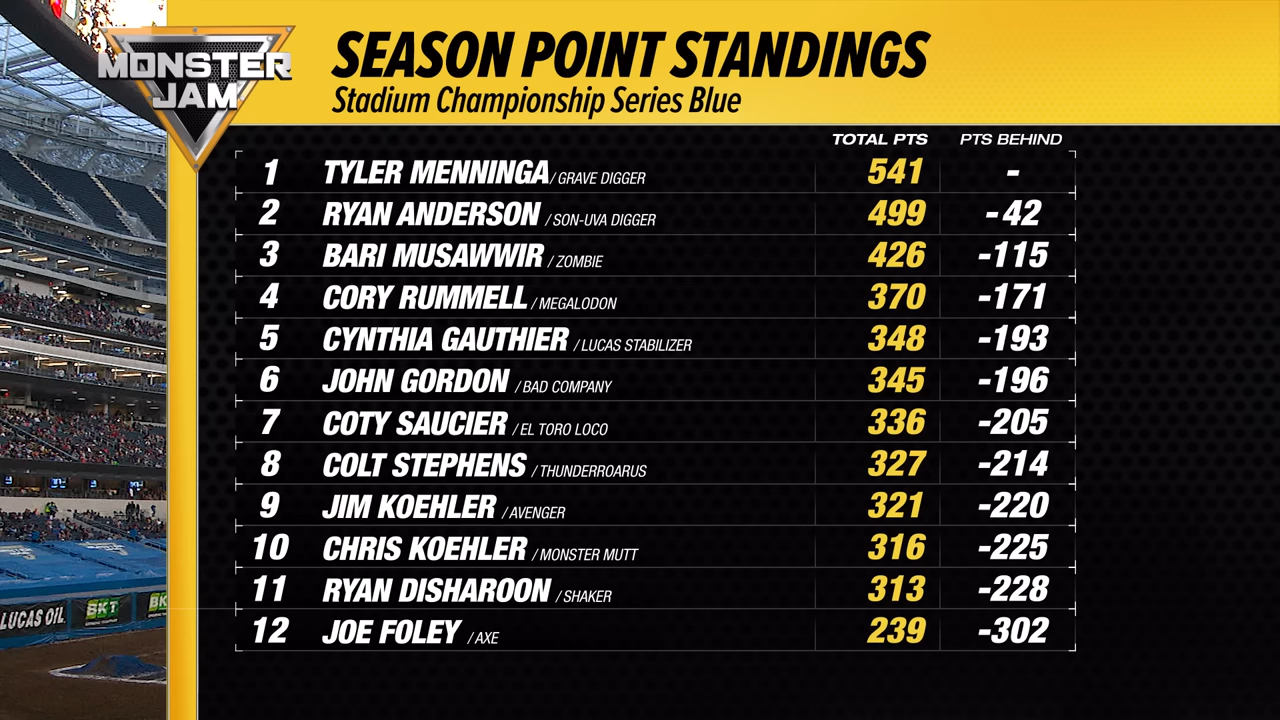 MONSTER
JAM
SEASON POINT STANDINGS
Stadium Championship Series Blue
TOTAL PTS PTS BEHIND
1 TYLER MENNINGA / GRAVE DIGGER 541 -
2 RYAN ANDERSON / SON-UVA DIGGER 499 -42
3 BARI MUSAWWIR / ZOMBIE 426 -115
4 CORY RUMMELL / MEGALODON 370 -171
5 CYNTHIA GAUTHIER / LUCAS STABILIZER 348 -193
6 JOHN GORDON / BAD COMPANY 345 -196
7 COTY SAUCIER / EL TORO LOCO 336 -205
8 COLT STEPHENS / THUNDERROARUS 327 -214
9 JIM KOEHLER / AVENGER 321 -220
10 CHRIS KOEHLER / MONSTER MUTT 316 -225
11 RYAN DISHAROON / SHAKER 313 -228
12 JOE FOLEY / AXE 239 -302
LUCAS OIL
BKT